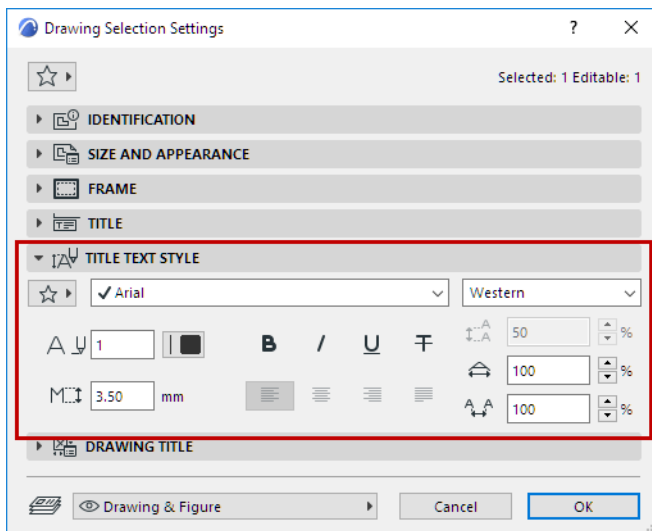 Drawing Selection Settings ? ×
Selected: 1 Editable: 1
IDENTIFICATION
SIZE AND APPEARANCE
FRAME
TITLE
TITLE TEXT STYLE
Arial Western
1 B I U T 50 %
100 %
3.50 mm 100 %
DRAWING TITLE
Drawing & Figure Cancel OK